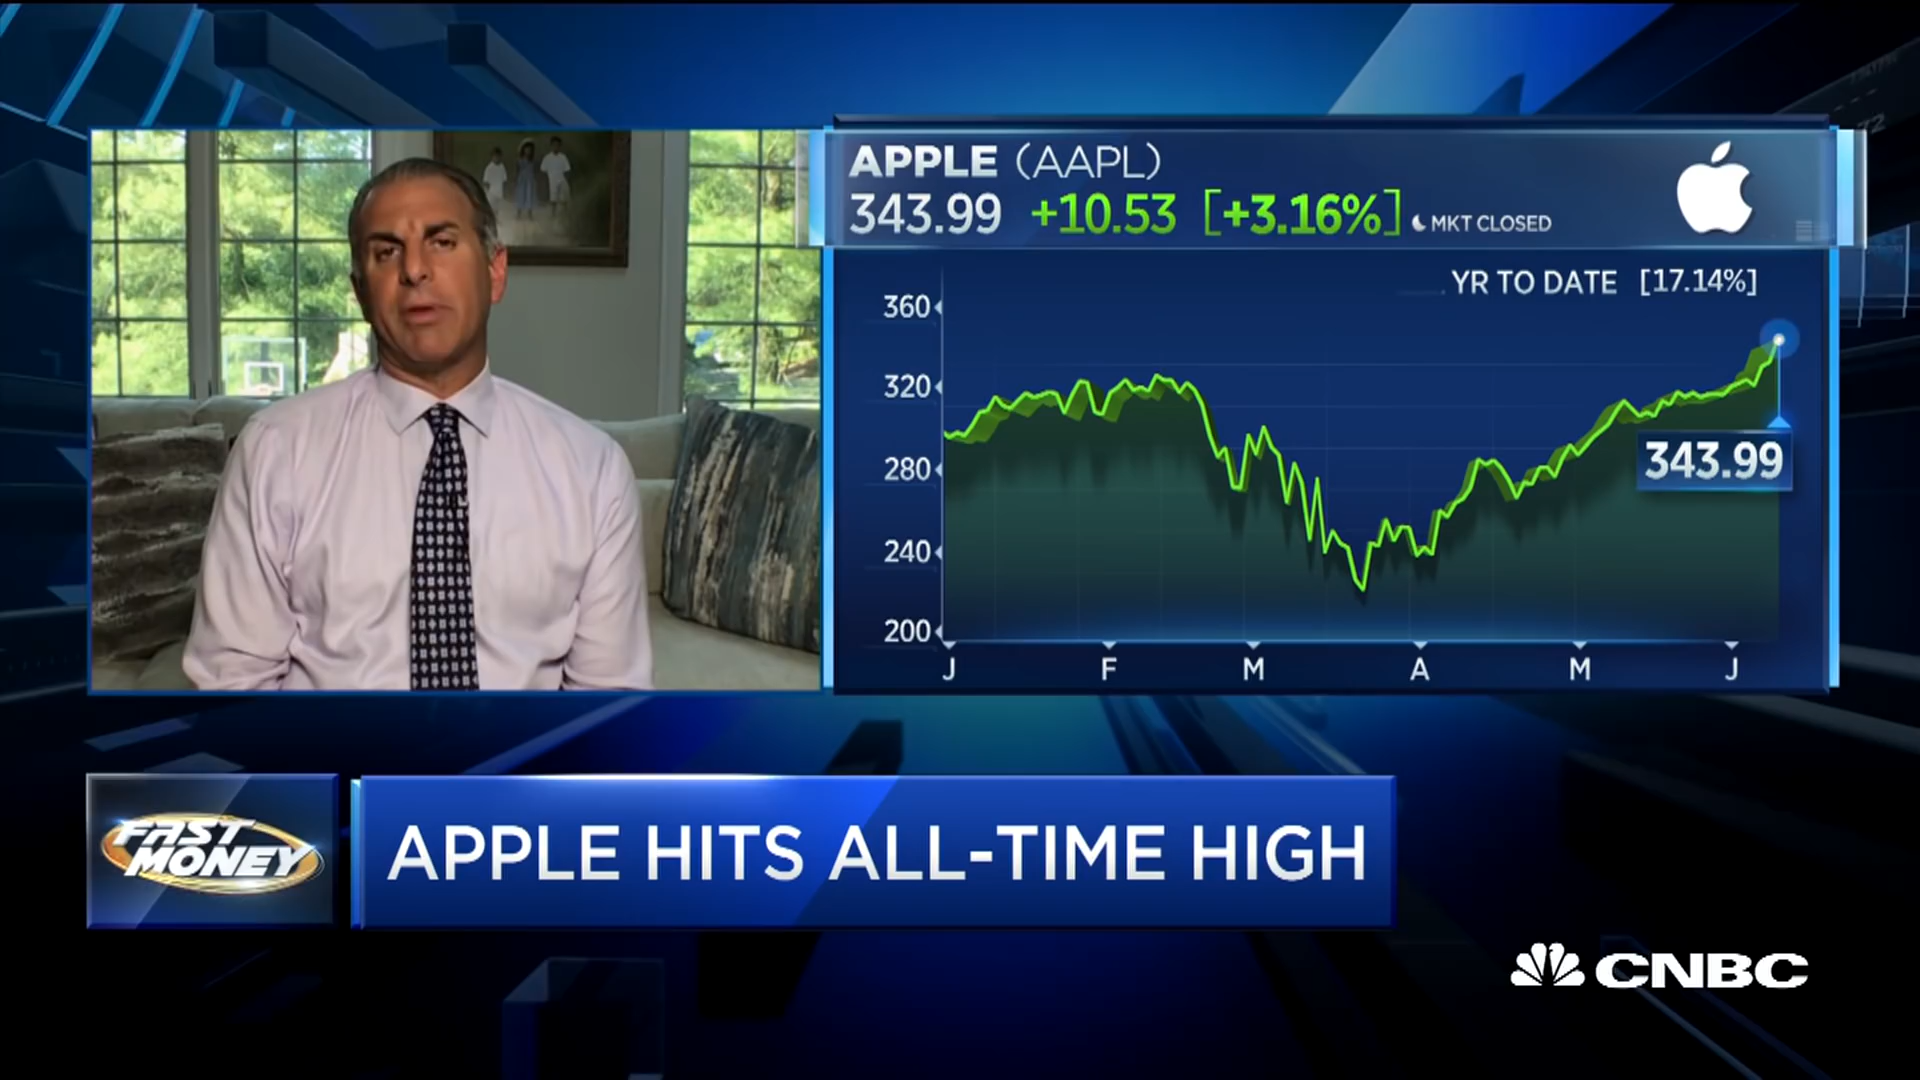 APPLE (AAPL)
343.99 +10.53 [+3.16%] MKT CLOSED
YR TO DATE [17.14%]
360
320
280
240
200
343.99
J F M A M J
FAST
MONEY
APPLE HITS ALL-TIME HIGH
CNBC